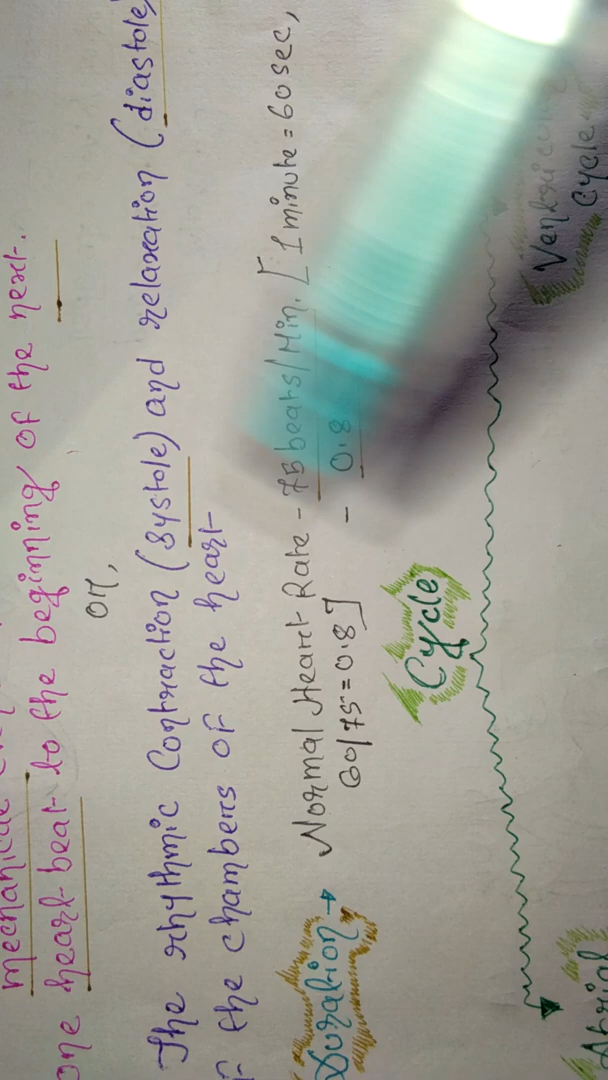 mechanical
one heart beat to the beginning of the next.
or,
The rhythmic Contraction (systole) and relaxation (diastole)
of the chambers of the heart
Duration → Normal Heart Rate - 75 beats/Min. [1 minute = 60 sec,
60/75 = 0.8] - 0.8
Cycle
Atrial
Cycle